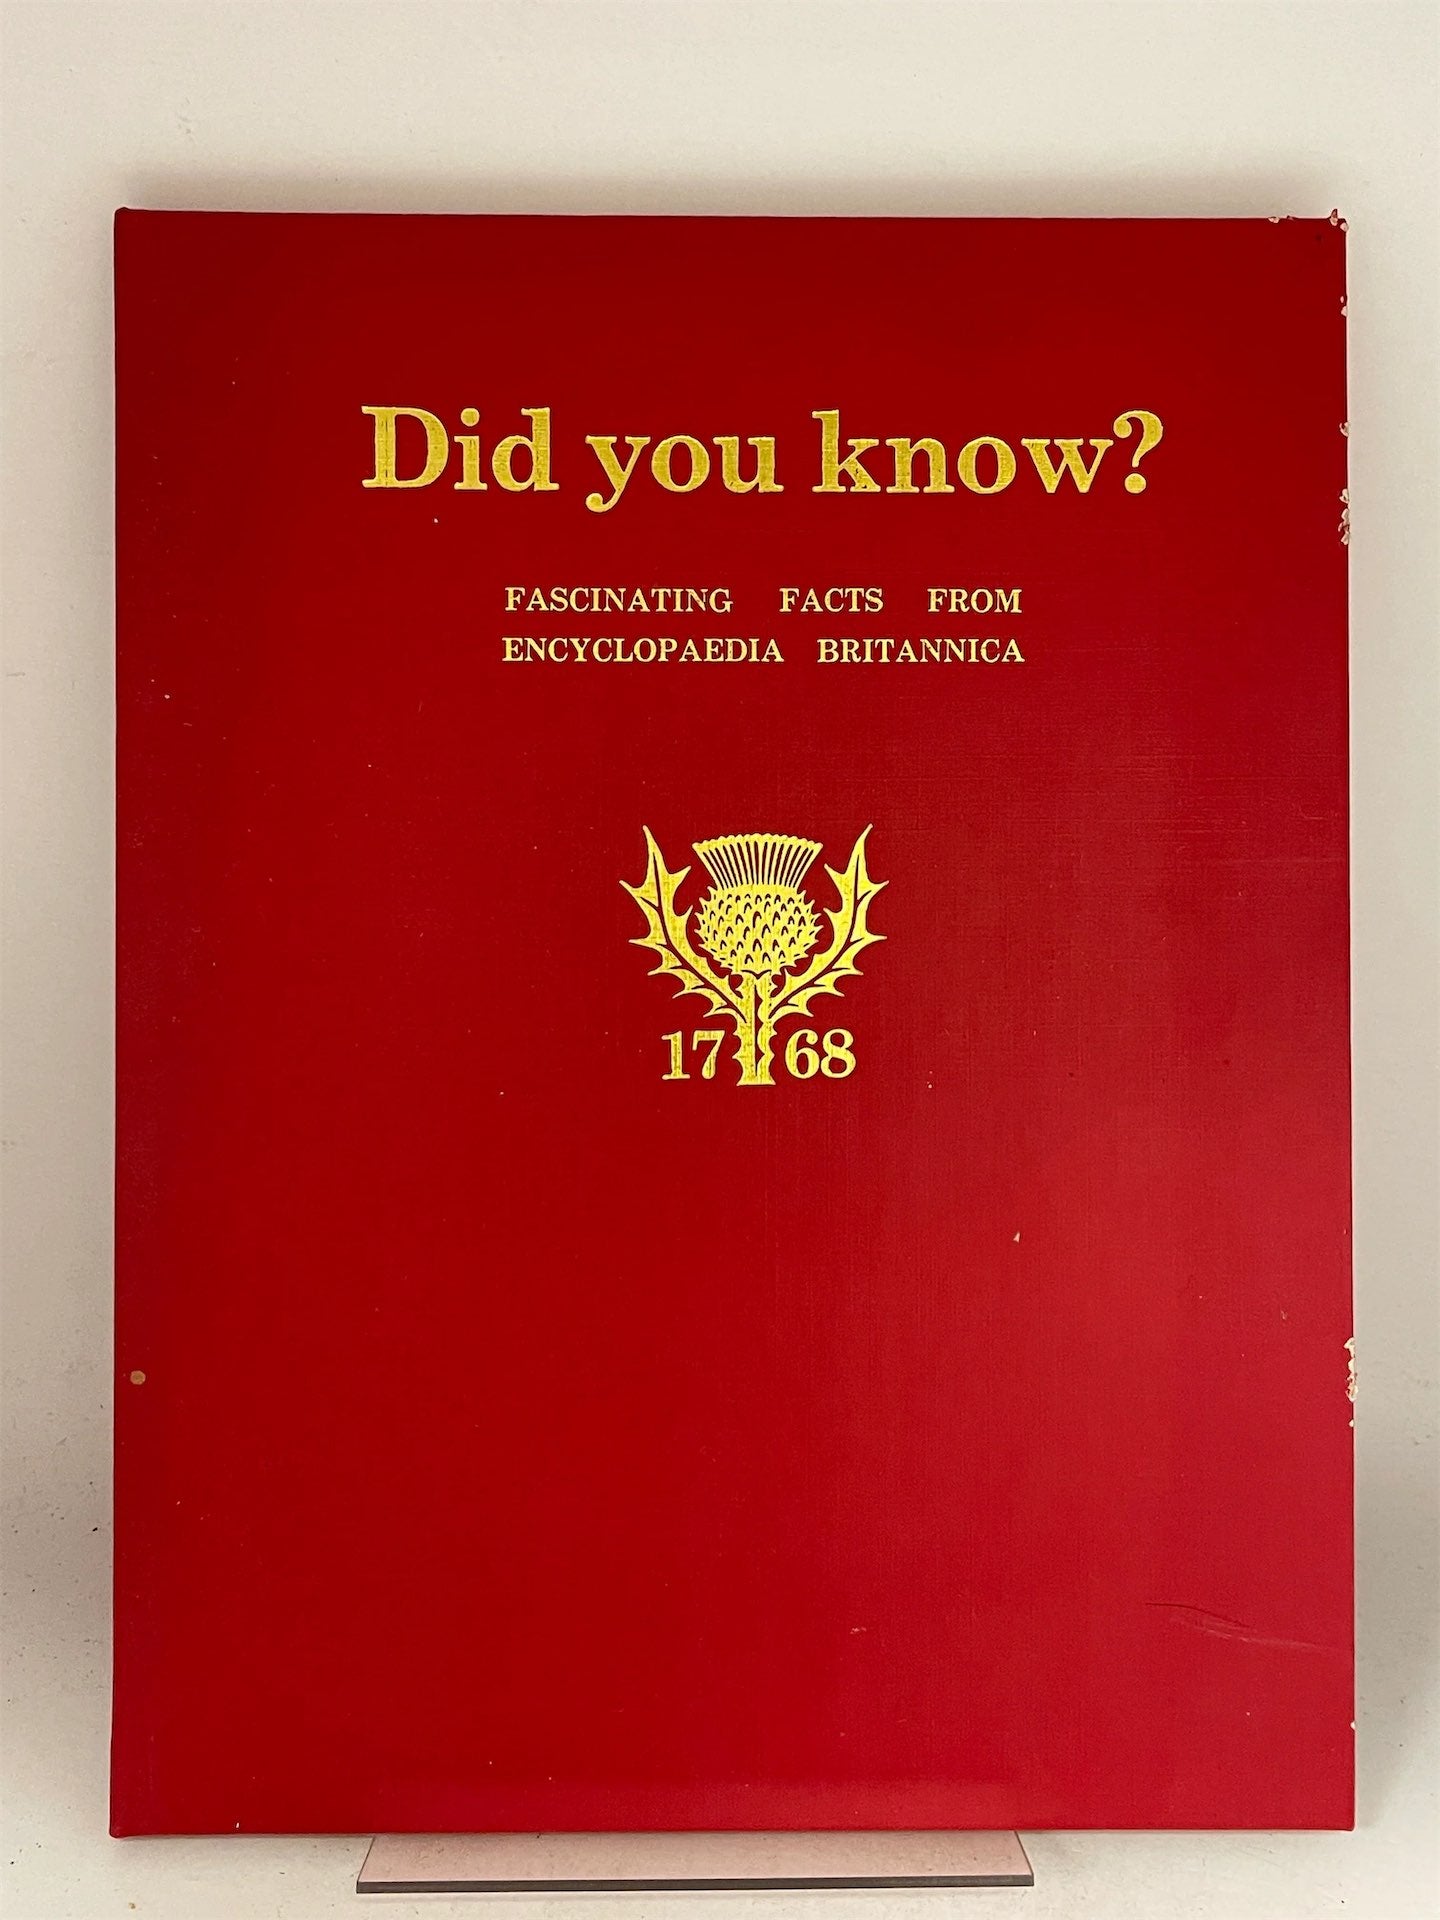 Did you know?
FASCINATING FACTS FROM
ENCYCLOPAEDIA BRITANNICA
17 68